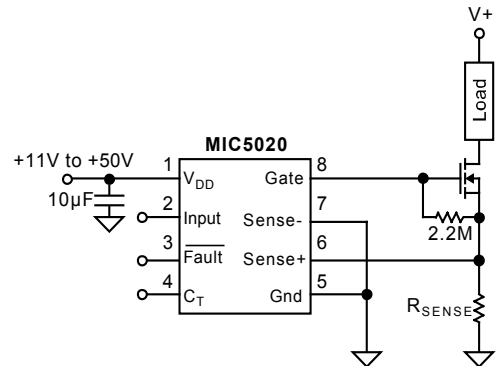 V+
Load
MIC5020
+11V to +50V
10µF
1
VDD
2
Input
3
Fault
4
CT
8
Gate
7
Sense-
6
Sense+
5
Gnd
2.2M
RSENSE